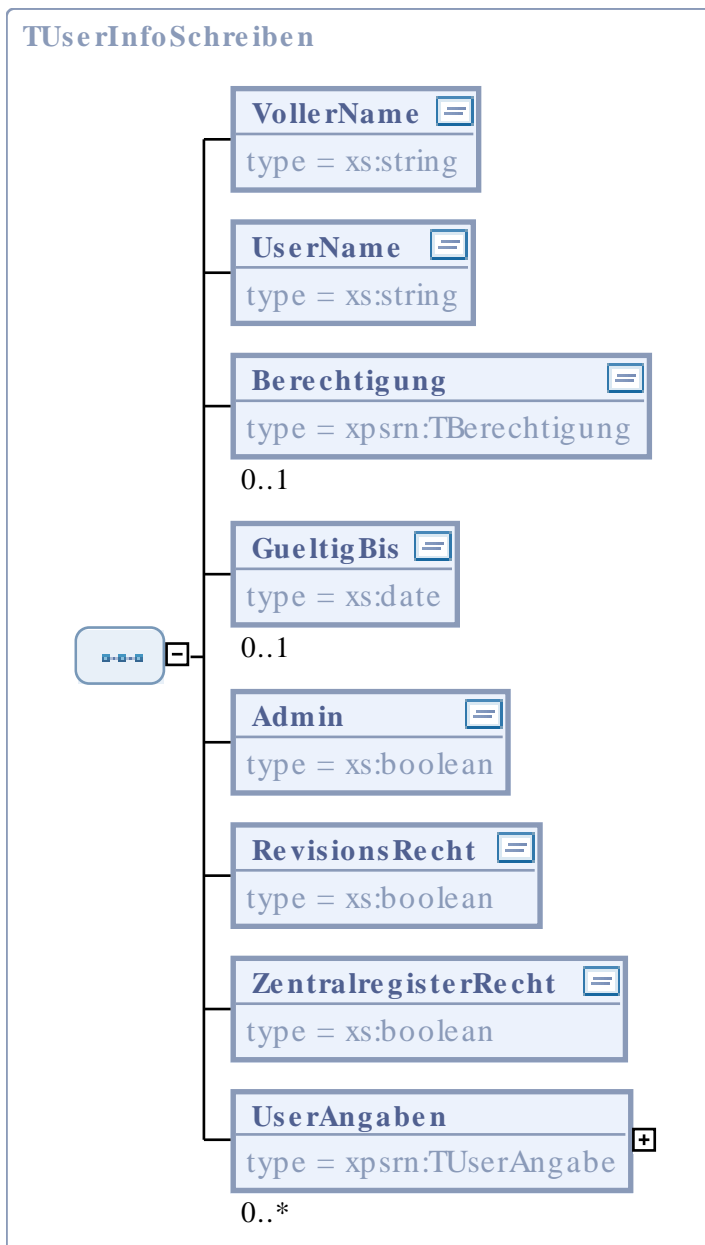 TUserInfoSchreiben
VollerName
type = xs:string
UserName
type = xs:string
Berechtigung
type = xpsrn:TBerechtigung
0..1
GueltigBis
type = xs:date
0..1
Admin
type = xs:boolean
RevisionsRecht
type = xs:boolean
ZentralregisterRecht
type = xs:boolean
UserAngaben
type = xpsrn:TUserAngabe
0..*